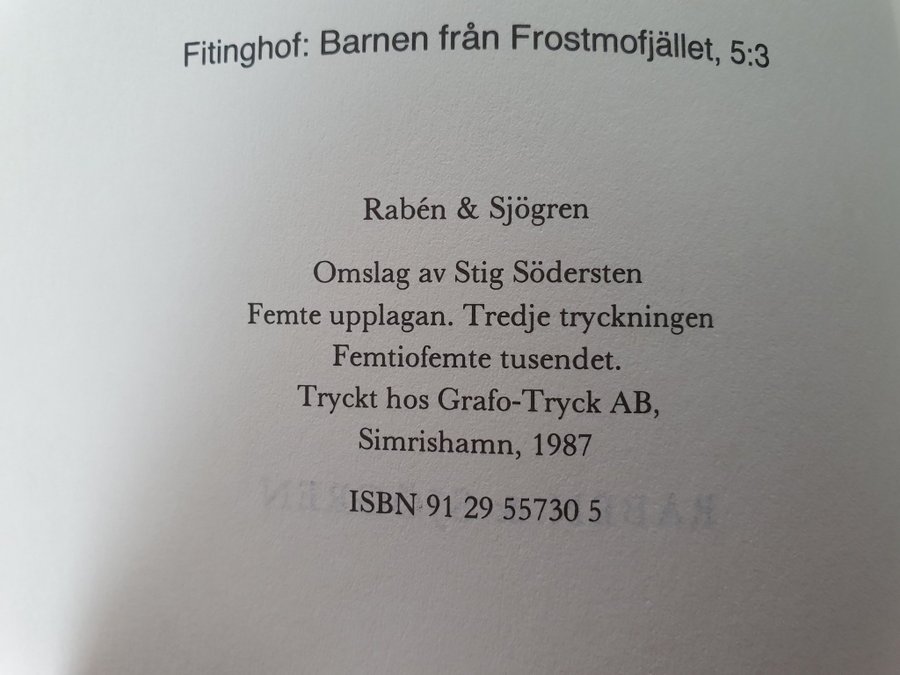 Fitinghof: Barnen från Frostmofjället, 5:3
Rabén & Sjögren
Omslag av Stig Södersten
Femte upplagan. Tredje tryckningen
Femtiofemte tusendet.
Tryckt hos Grafo-Tryck AB,
Simrishamn, 1987
ISBN 91 29 55730 5